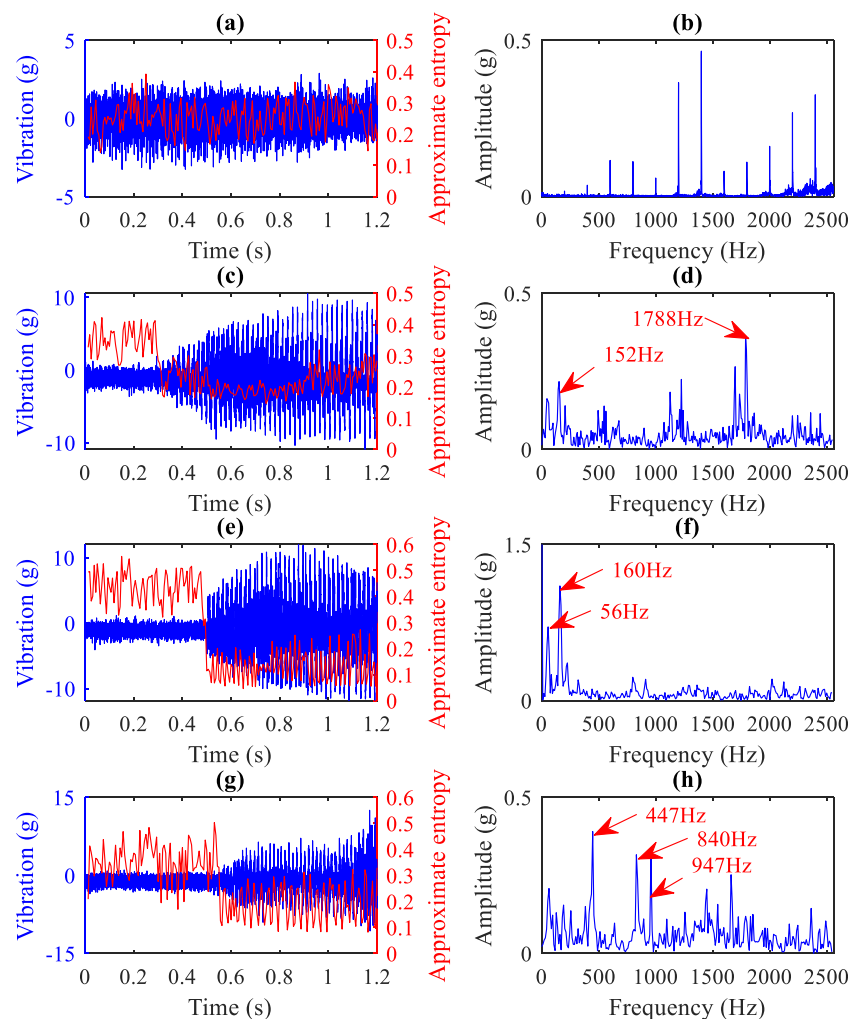 (a)
Vibration (g)
5
0
-5
0 0.2 0.4 0.6 0.8 1 1.2
Time (s)
0.5
0.4
0.3
0.2
0.1
0
Approximate entropy
(b)
Amplitude (g)
0.5
0
0 500 1000 1500 2000 2500
Frequency (Hz)
(c)
Vibration (g)
10
0
-10
0 0.2 0.4 0.6 0.8 1 1.2
Time (s)
0.5
0.4
0.3
0.2
0.1
0
Approximate entropy
(d)
Amplitude (g)
0.5
0
1788Hz
152Hz
0 500 1000 1500 2000 2500
Frequency (Hz)
(e)
Vibration (g)
10
0
-10
0 0.2 0.4 0.6 0.8 1 1.2
Time (s)
0.6
0.5
0.4
0.3
0.2
0.1
0
Approximate entropy
(f)
Amplitude (g)
1.5
0
160Hz
56Hz
0 500 1000 1500 2000 2500
Frequency (Hz)
(g)
Vibration (g)
15
0
-15
0 0.2 0.4 0.6 0.8 1 1.2
Time (s)
0.6
0.5
0.4
0.3
0.2
0.1
0
Approximate entropy
(h)
Amplitude (g)
0.5
0
447Hz
840Hz
947Hz
0 500 1000 1500 2000 2500
Frequency (Hz)